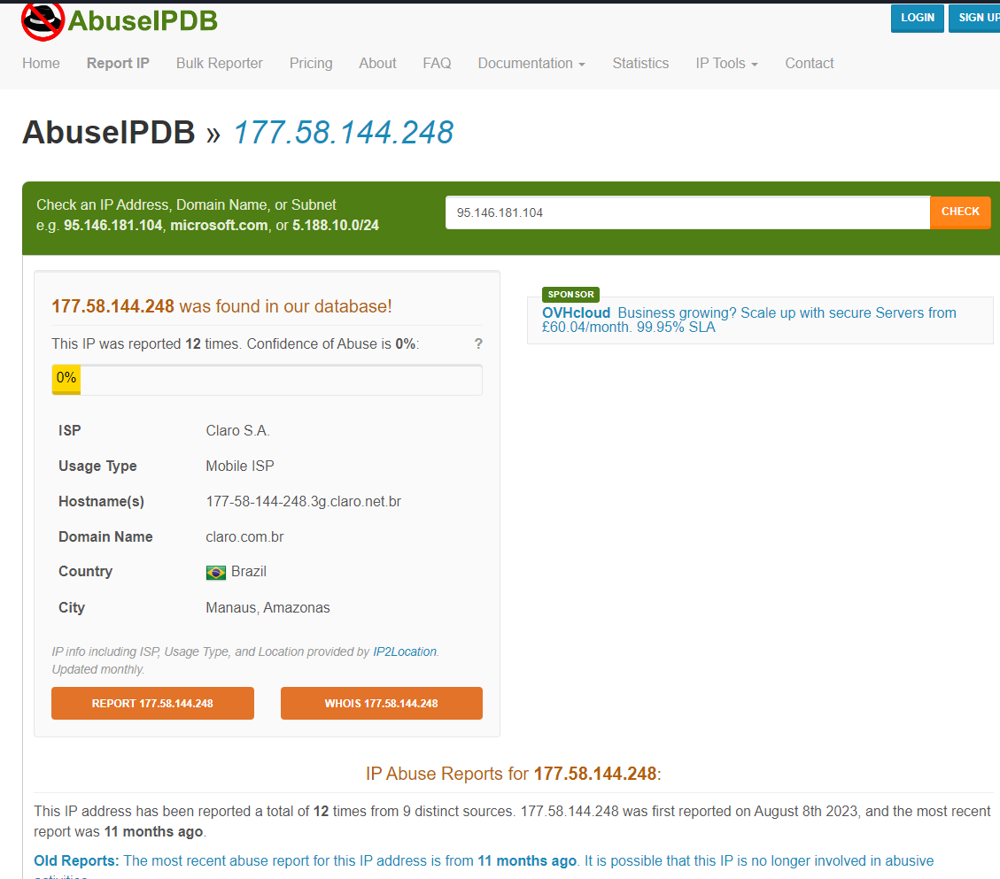 AbuseIPDB
LOGIN
SIGN UP
Home Report IP Bulk Reporter Pricing About FAQ Documentation Statistics IP Tools Contact
AbuseIPDB » 177.58.144.248
Check an IP Address, Domain Name, or Subnet
e.g. 95.146.181.104, microsoft.com, or 5.188.10.0/24
95.146.181.104
CHECK
177.58.144.248 was found in our database!
This IP was reported 12 times. Confidence of Abuse is 0%: ?
0%
ISP Claro S.A.
Usage Type Mobile ISP
Hostname(s) 177-58-144-248.3g.claro.net.br
Domain Name claro.com.br
Country Brazil
City Manaus, Amazonas
IP info including ISP, Usage Type, and Location provided by IP2Location.
Updated monthly.
REPORT 177.58.144.248
WHOIS 177.58.144.248
SPONSOR
OVHcloud Business growing? Scale up with secure Servers from
£60.04/month. 99.95% SLA
IP Abuse Reports for 177.58.144.248:
This IP address has been reported a total of 12 times from 9 distinct sources. 177.58.144.248 was first reported on August 8th 2023, and the most recent
report was 11 months ago.
Old Reports: The most recent abuse report for this IP address is from 11 months ago. It is possible that this IP is no longer involved in abusive